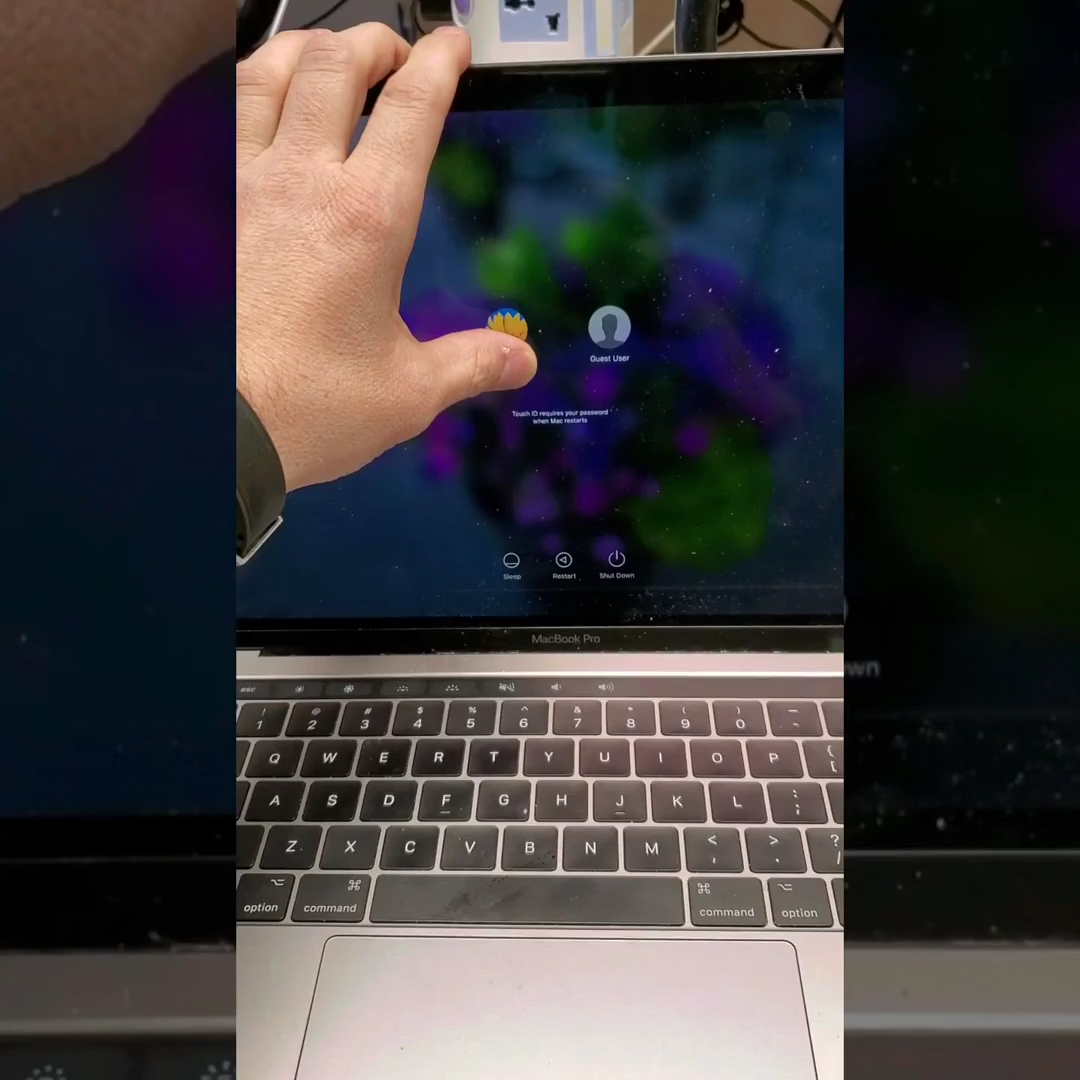 Guest User
Touch ID requires your password
when Mac restarts
Sleep
Restart
Shut Down
MacBook Pro
esc
! @ # $ % ^ & * ( ) —
1 2 3 4 5 6 7 8 9 0 -
Q W E R T Y U I O P { [
A S D F G H J K L : ;
Z X C V B N M < , > . ? /
option command command option
own